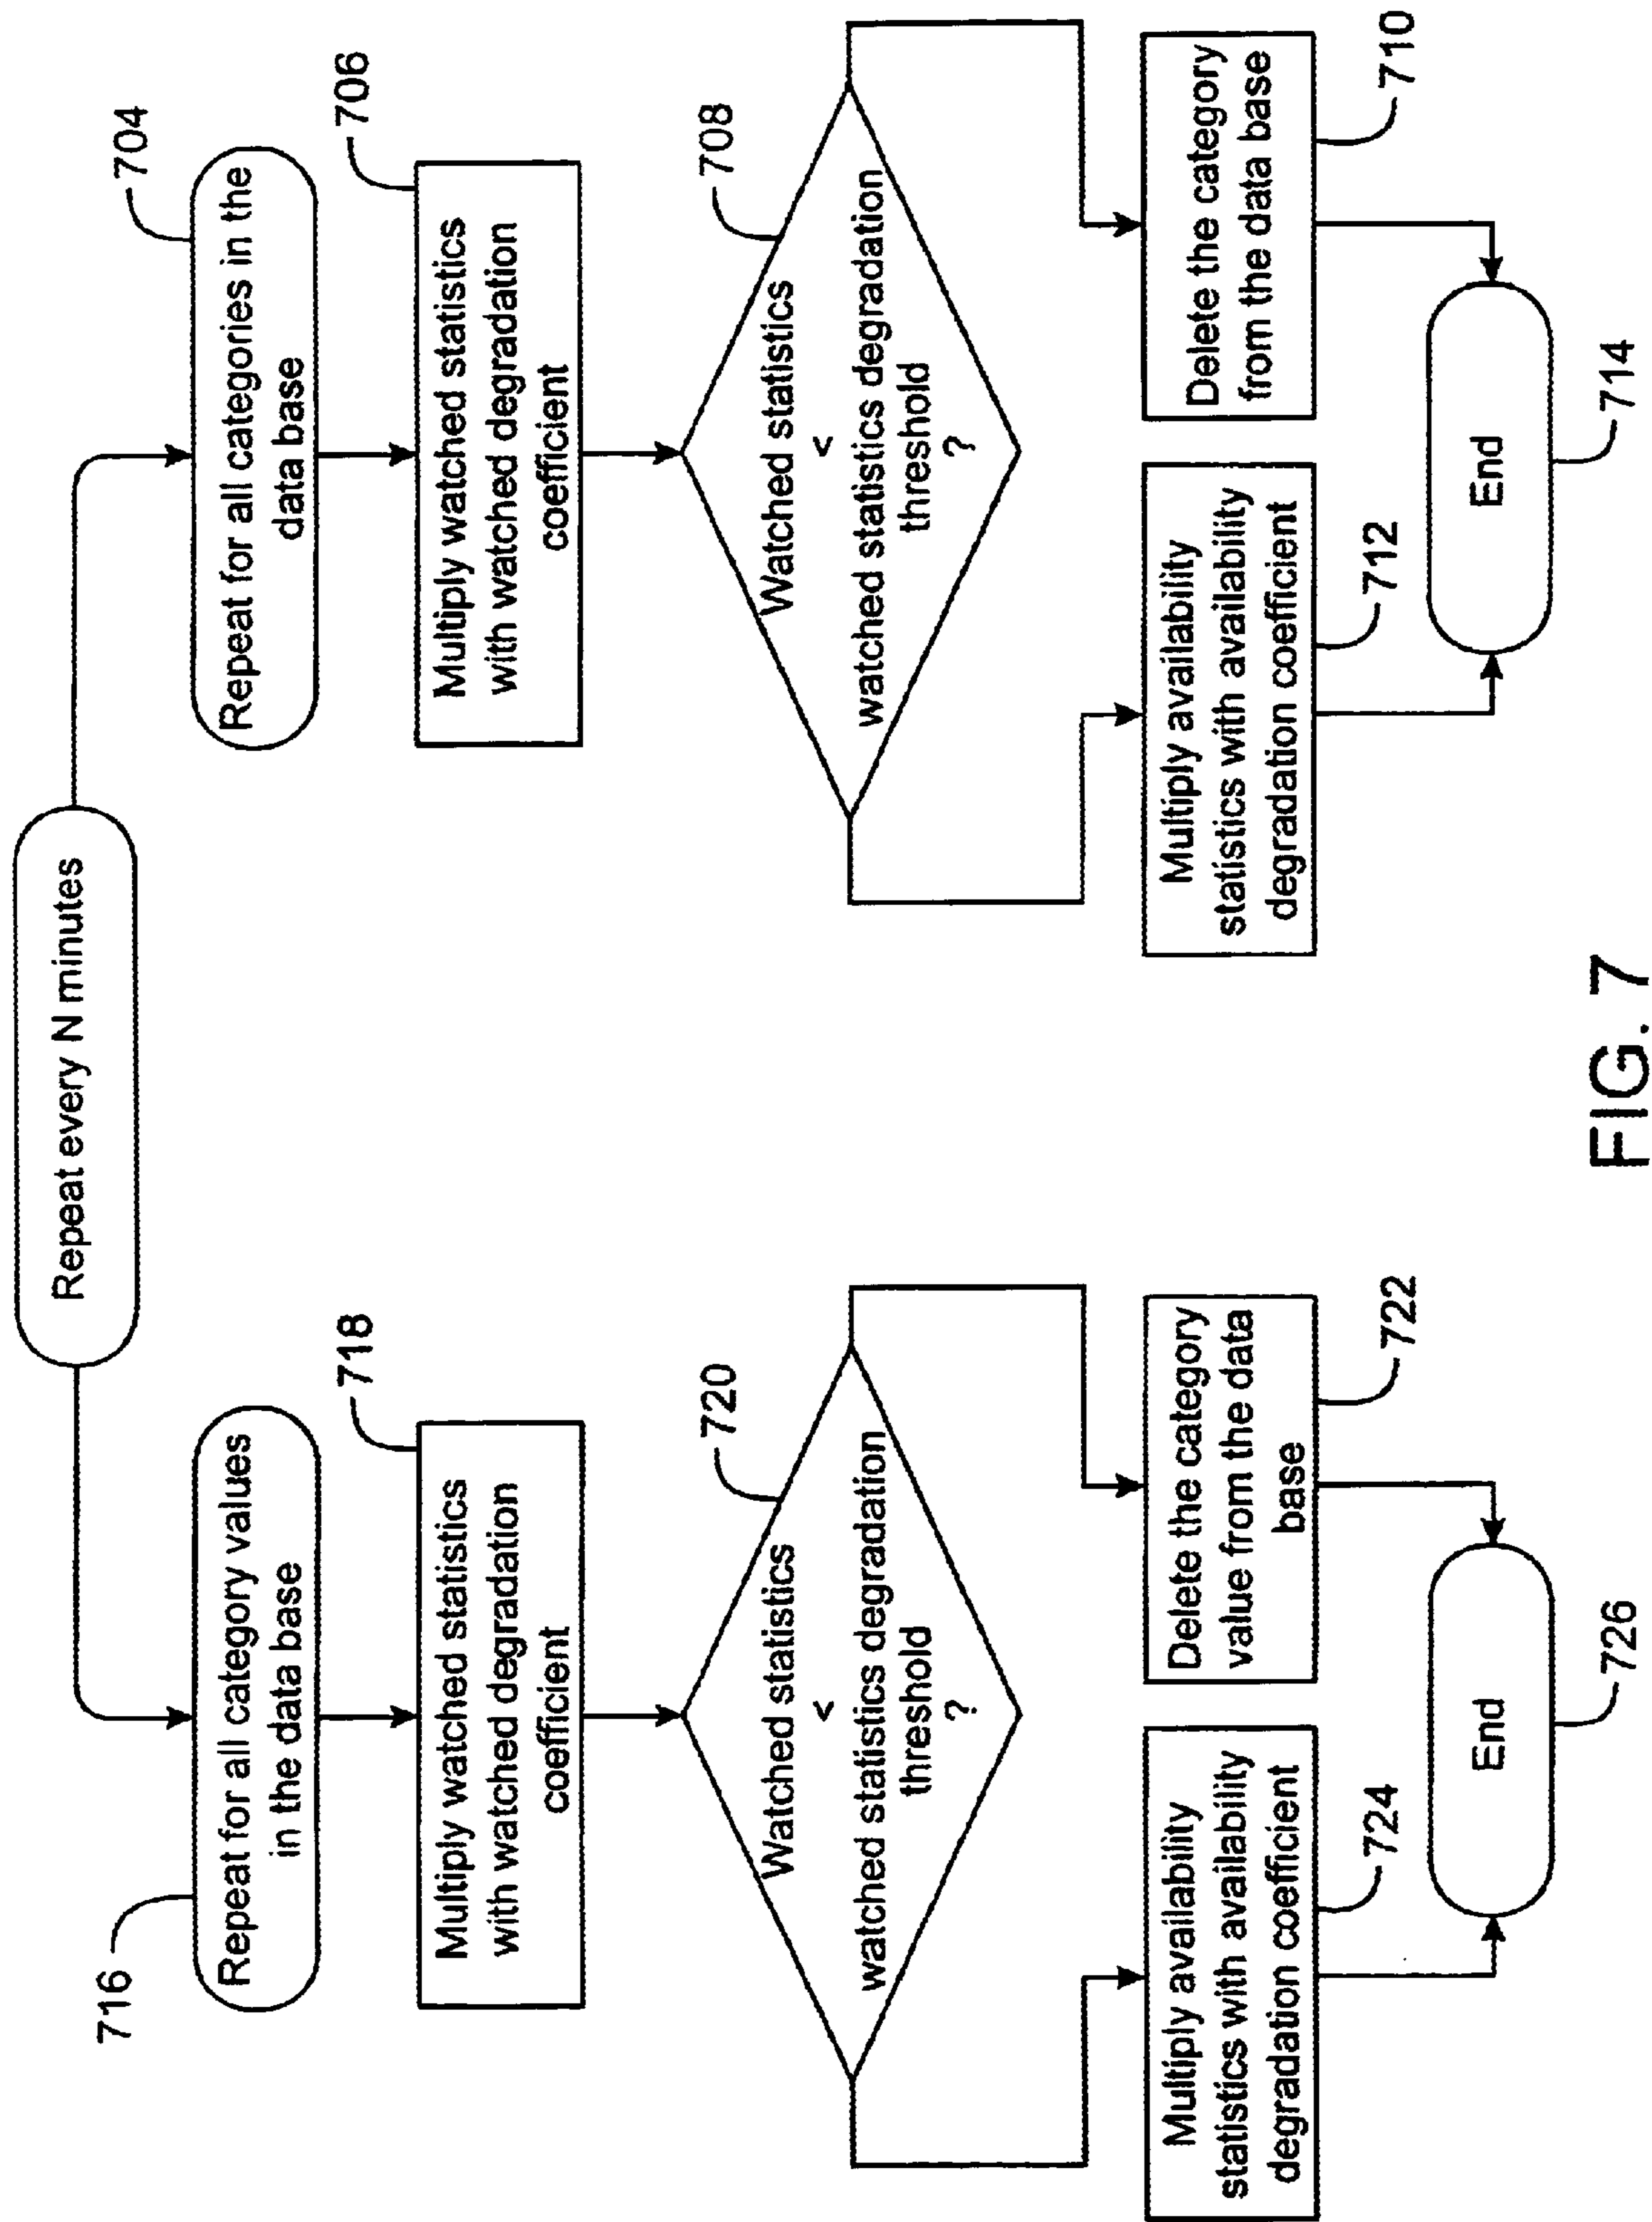 Repeat every N minutes
716
Repeat for all category values
in the data base
718
Multiply watched statistics
with watched degradation
coefficient
720
Watched statistics
<
watched statistics degradation
threshold
?
Multiply availability
statistics with availability
degradation coefficient
724
Delete the category
value from the data
base
722
End
726
704
Repeat for all categories in the
data base
706
Multiply watched statistics
with watched degradation
coefficient
708
Watched statistics
<
watched statistics degradation
threshold
?
Multiply availability
statistics with availability
degradation coefficient
712
Delete the category
from the data base
710
End
714
FIG. 7